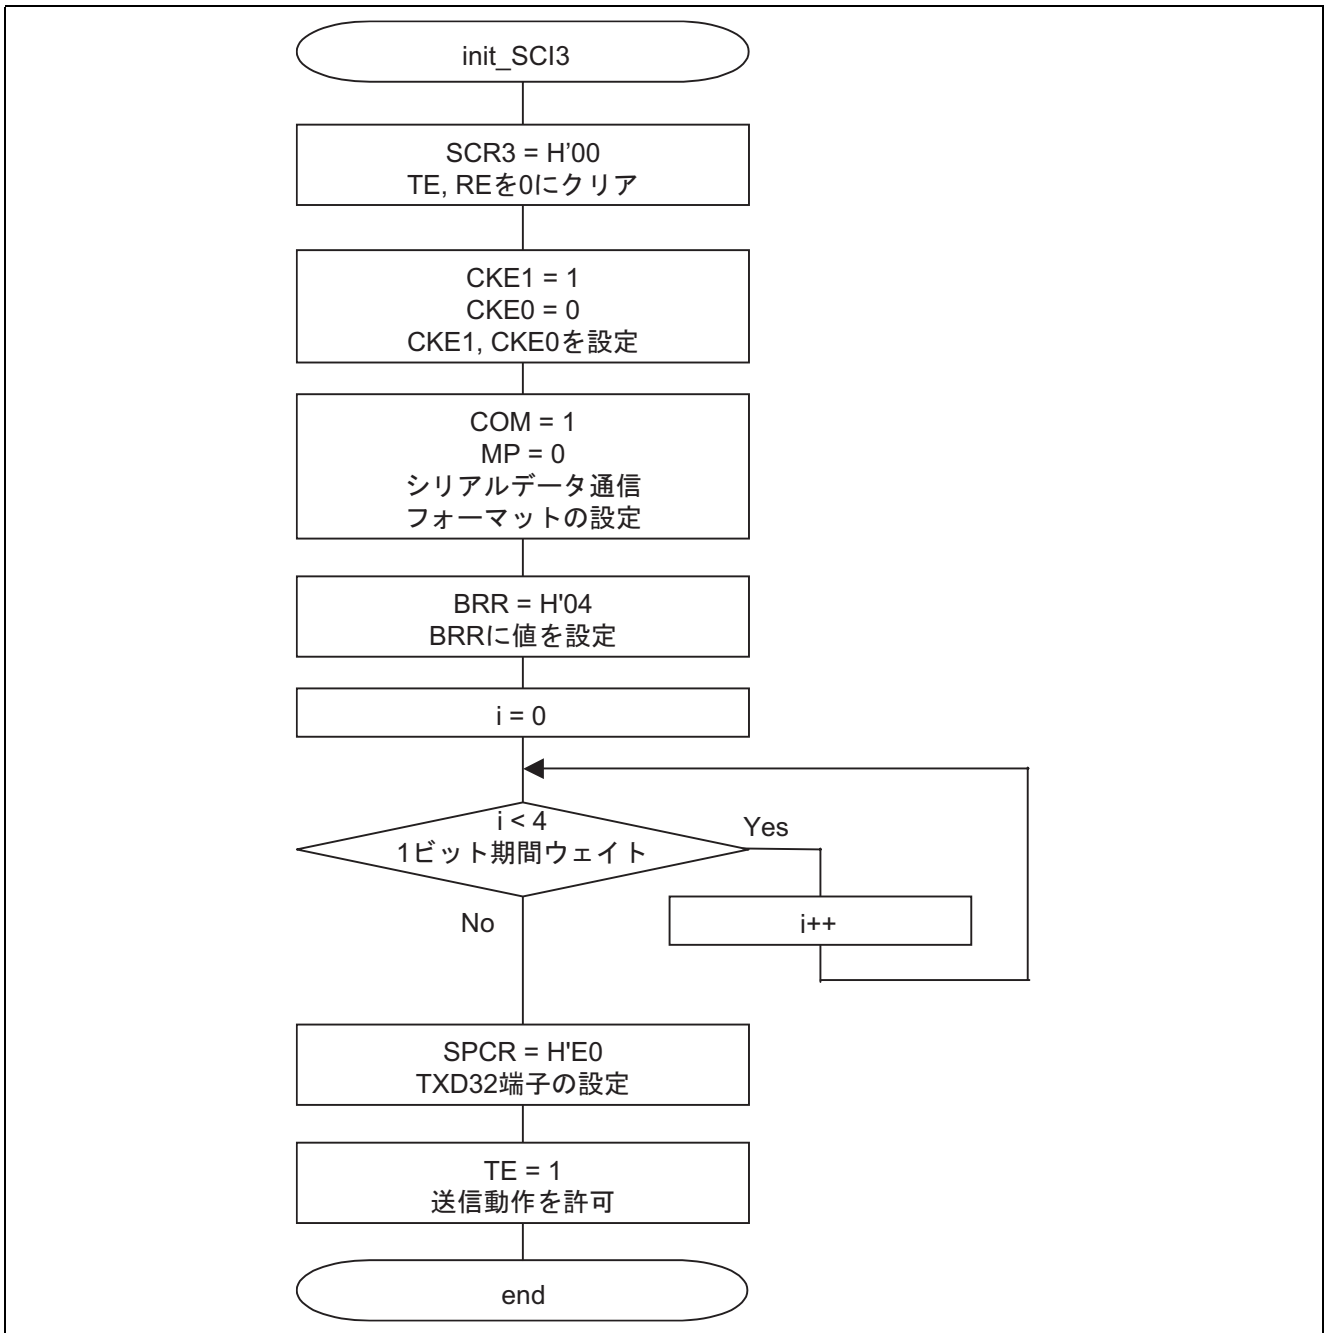 init_SCI3
SCR3 = H’00
TE, REを0にクリア
CKE1 = 1
CKE0 = 0
CKE1, CKE0を設定
COM = 1
MP = 0
シリアルデータ通信
フォーマットの設定
BRR = H'04
BRRに値を設定
i = 0
i < 4
1ビット期間ウェイト
Yes
i++
No
SPCR = H'E0
TXD32端子の設定
TE = 1
送信動作を許可
end